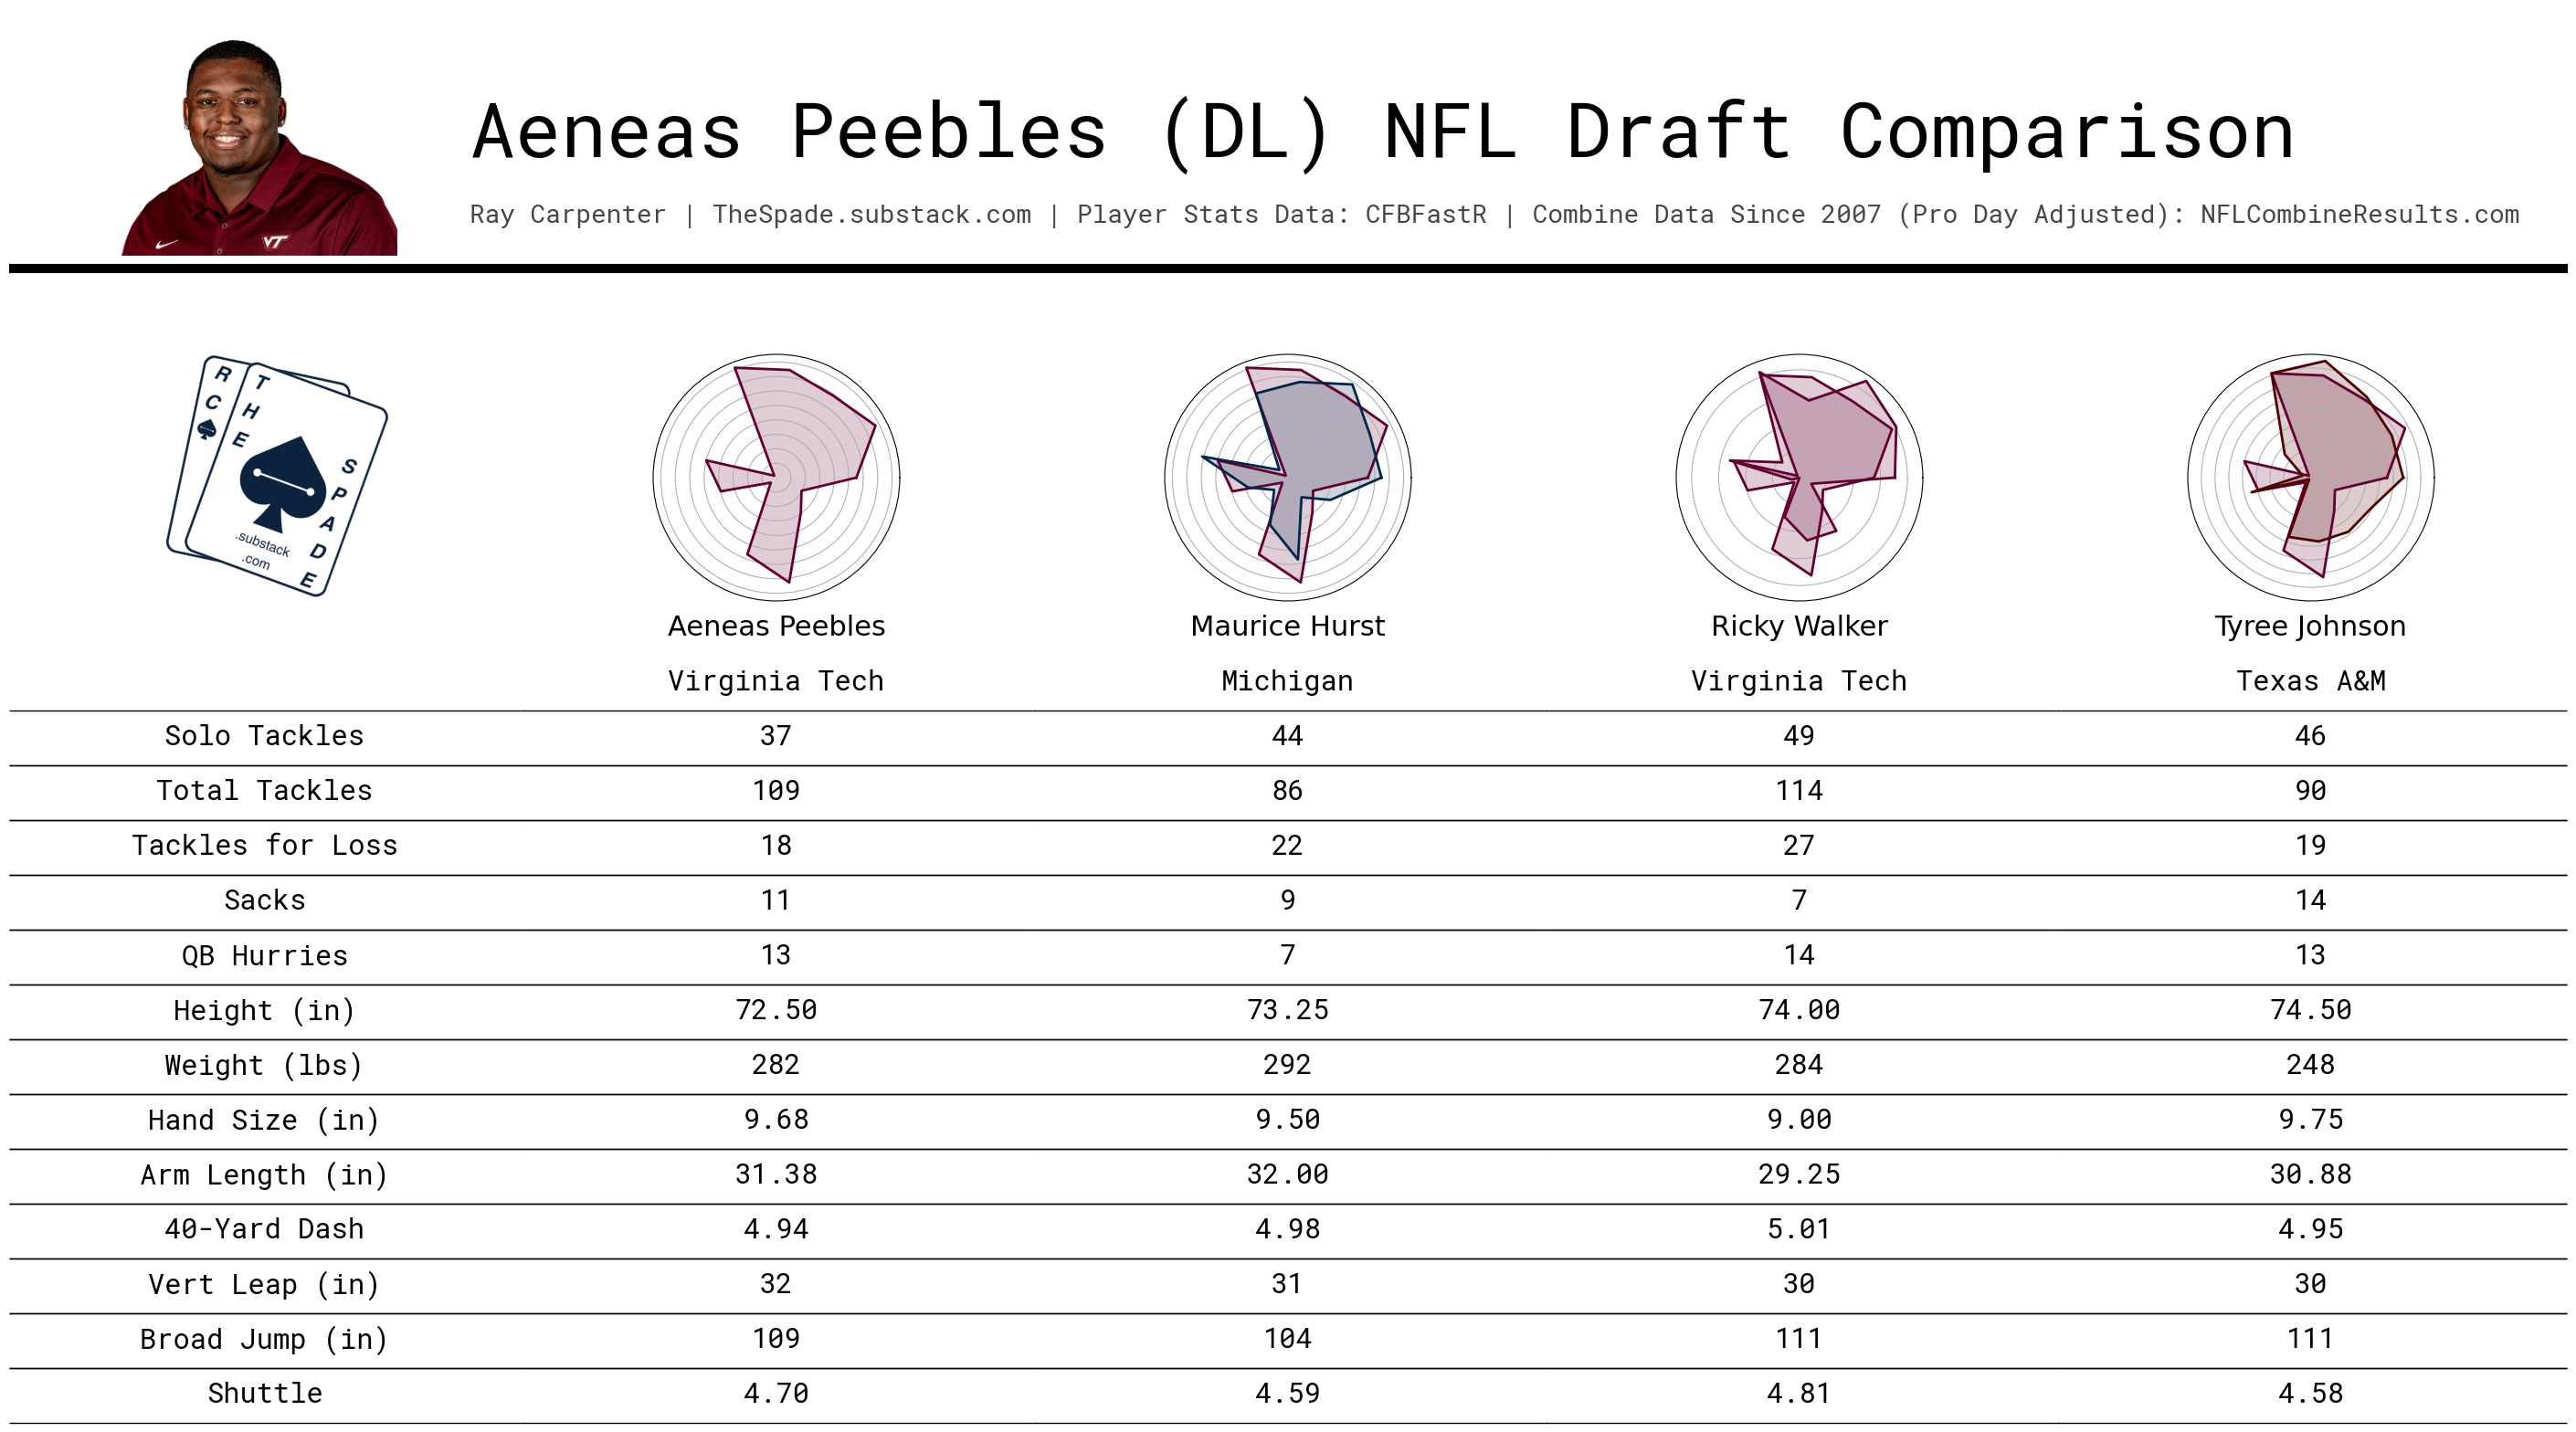 Aeneas Peebles (DL) NFL Draft Comparison
Ray Carpenter | TheSpade.substack.com | Player Stats Data: CFBFastR | Combine Data Since 2007 (Pro Day Adjusted): NFLCombineResults.com
VT
RC
THE
SPADE
.substack
.com
Aeneas Peebles Maurice Hurst Ricky Walker Tyree Johnson
Virginia Tech Michigan Virginia Tech Texas A&M
Solo Tackles 37 44 49 46
Total Tackles 109 86 114 90
Tackles for Loss 18 22 27 19
Sacks 11 9 7 14
QB Hurries 13 7 14 13
Height (in) 72.50 73.25 74.00 74.50
Weight (lbs) 282 292 284 248
Hand Size (in) 9.68 9.50 9.00 9.75
Arm Length (in) 31.38 32.00 29.25 30.88
40-Yard Dash 4.94 4.98 5.01 4.95
Vert Leap (in) 32 31 30 30
Broad Jump (in) 109 104 111 111
Shuttle 4.70 4.59 4.81 4.58